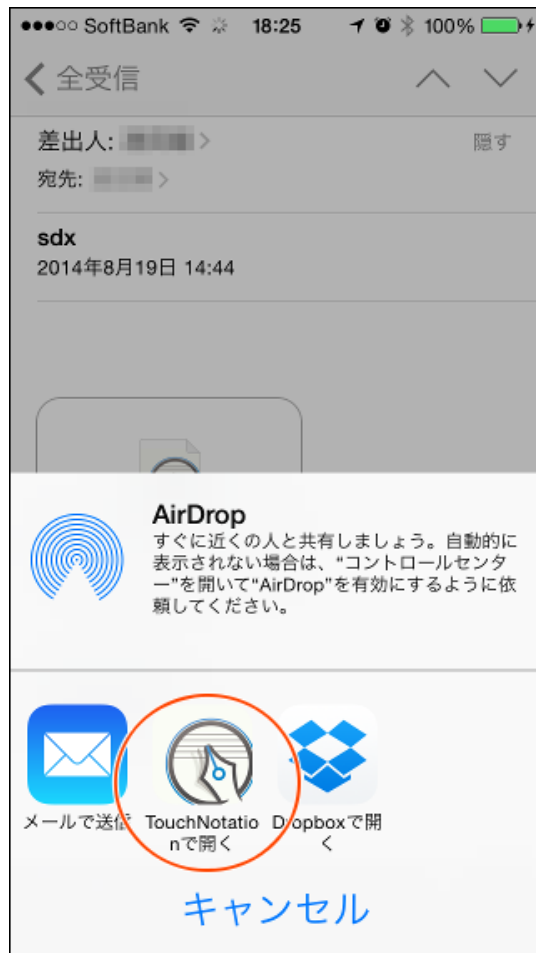 SoftBank 18:25 100%
全受信
差出人: 隠す
宛先:
sdx
2014年8月19日 14:44
AirDrop
すぐに近くの人と共有しましょう。自動的に
表示されない場合は、“コントロールセンタ
ー”を開いて“AirDrop”を有効にするように依
頼してください。
メールで送信 TouchNotatio Dropboxで開
nで開く く
キャンセル